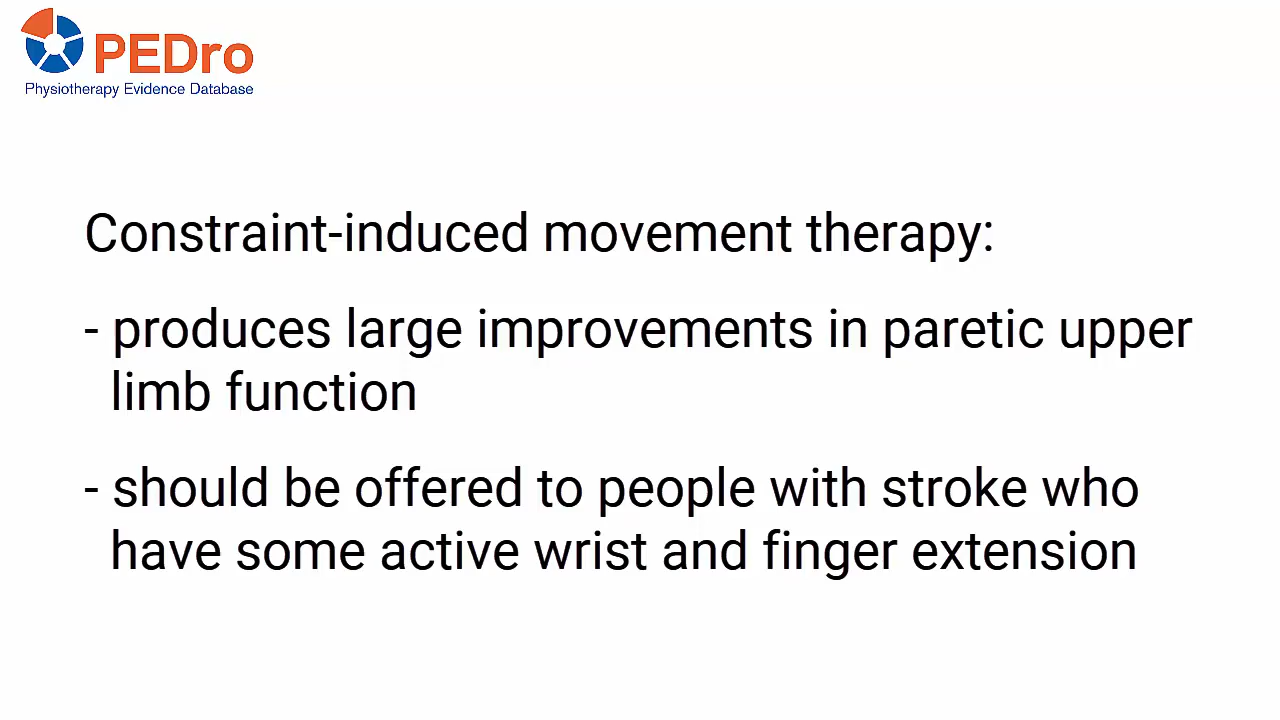 PEDro
Physiotherapy Evidence Database
Constraint-induced movement therapy:
- produces large improvements in paretic upper
limb function
- should be offered to people with stroke who
have some active wrist and finger extension